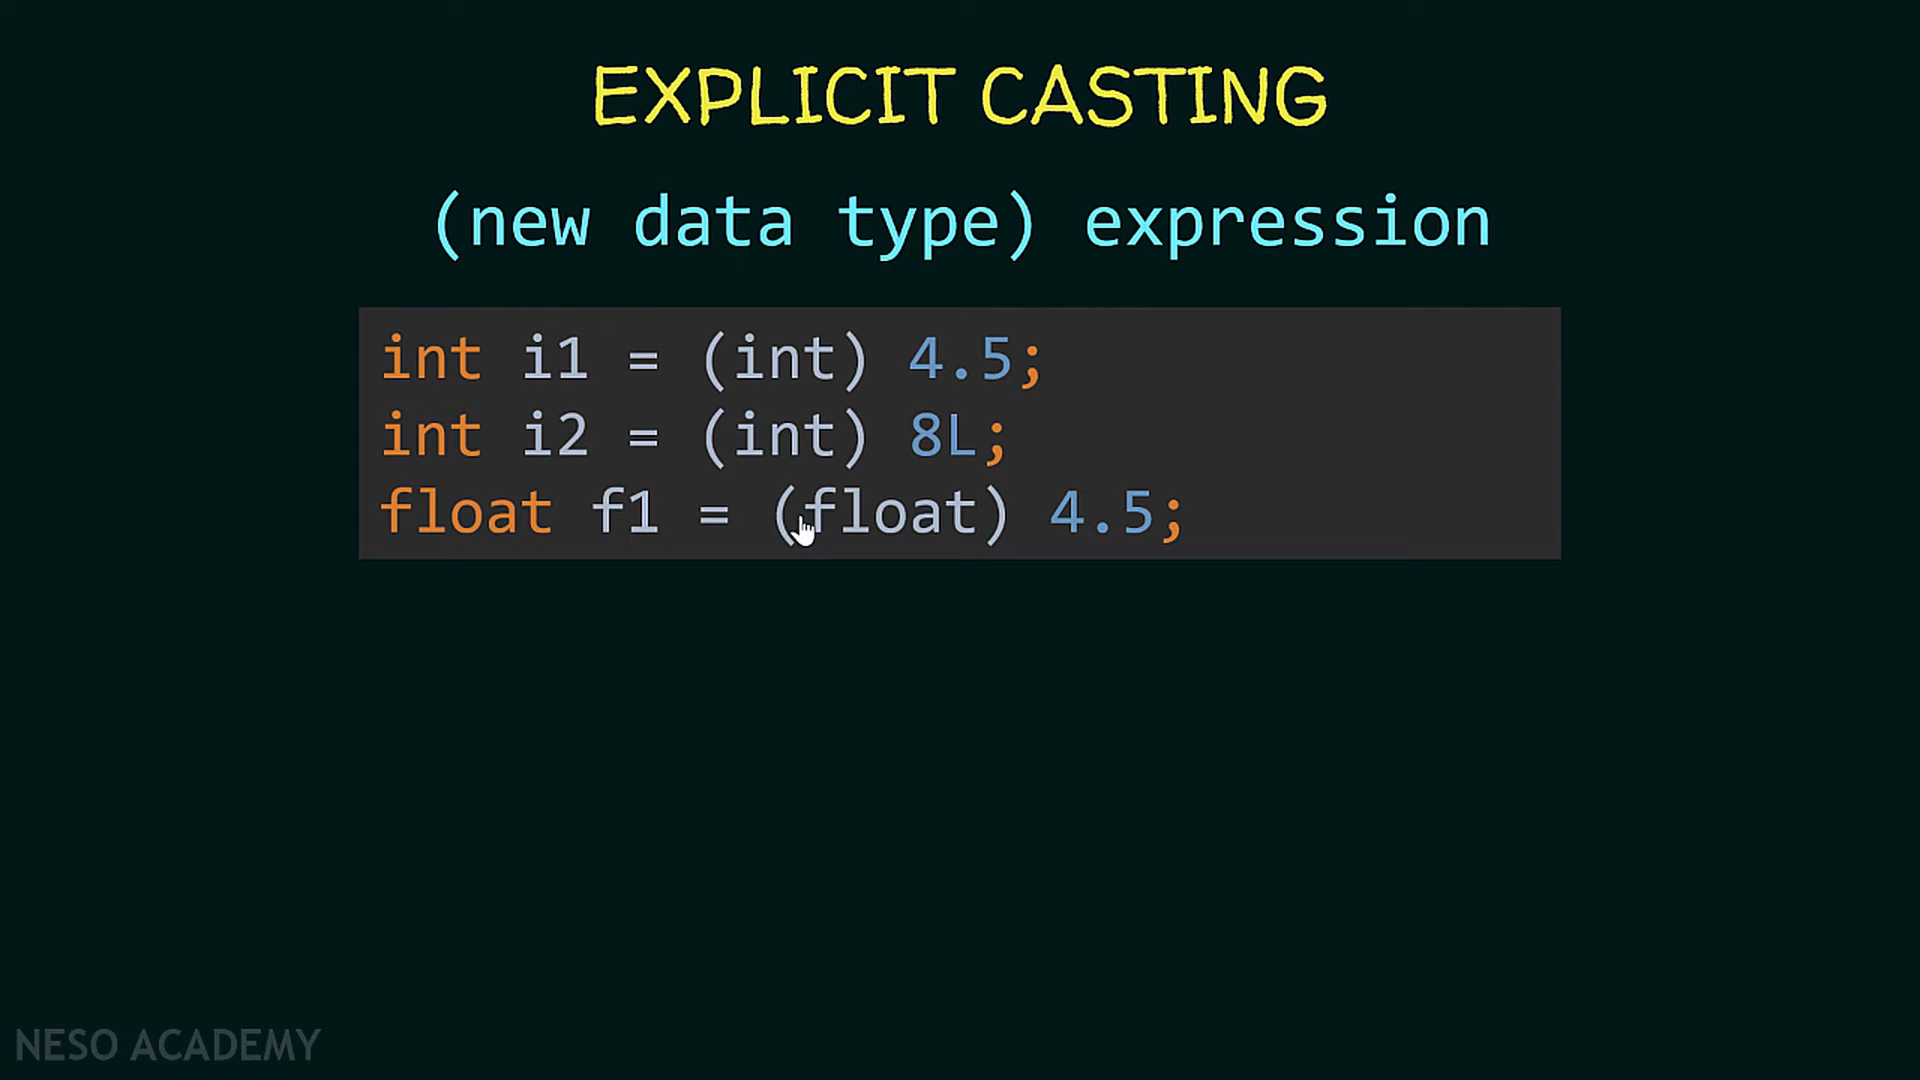 EXPLICIT CASTING
(new data type) expression
int i1 = (int) 4.5;
int i2 = (int) 8L;
float f1 = (float) 4.5;
NESO ACADEMY